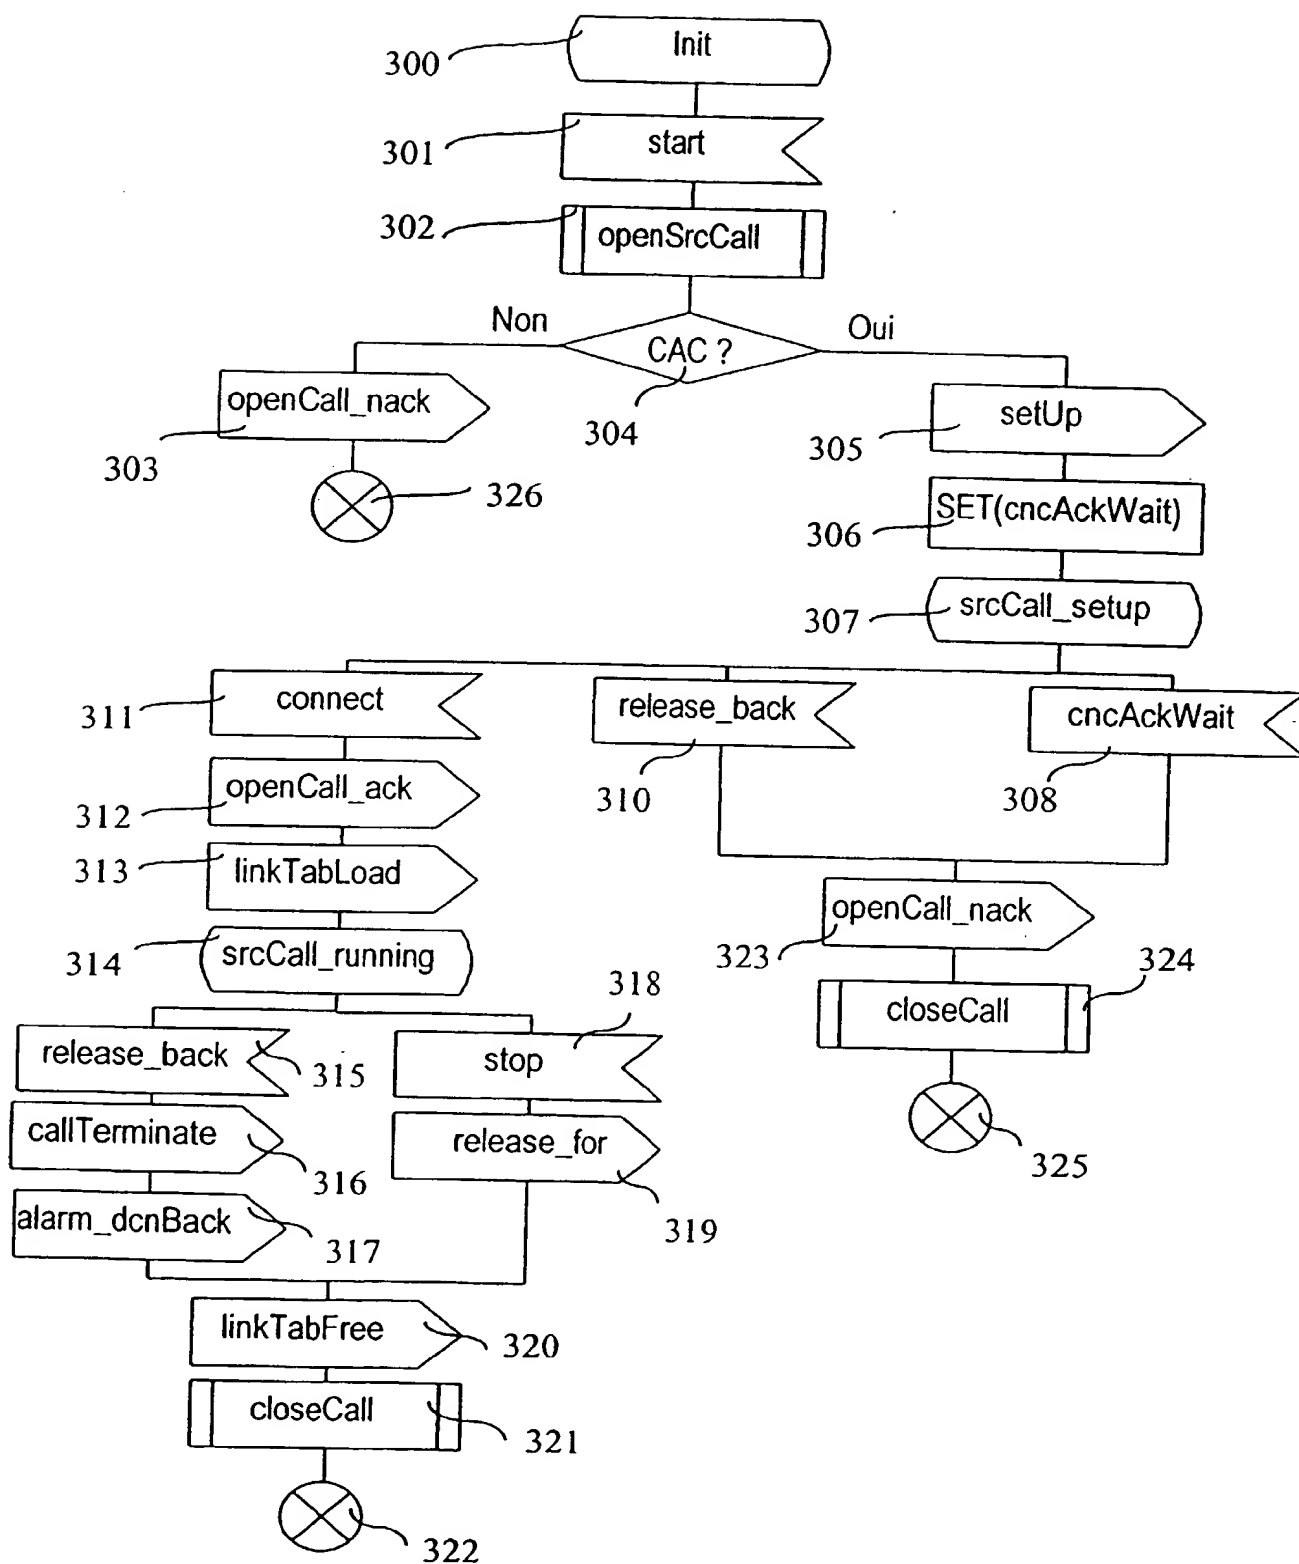 Init
300
start
301
302
openSrcCall
Non
Oui
CAC ?
304
openCall_nack
303
326
setUp
305
SET(cncAckWait)
306
srcCall_setup
307
connect
311
release_back
310
cncAckWait
308
openCall_ack
312
linkTabLoad
313
openCall_nack
323
srcCall_running
314
closeCall
324
325
release_back
315
318
stop
callTerminate
316
release_for
319
alarm_dcnBack
317
linkTabFree
320
closeCall
321
322